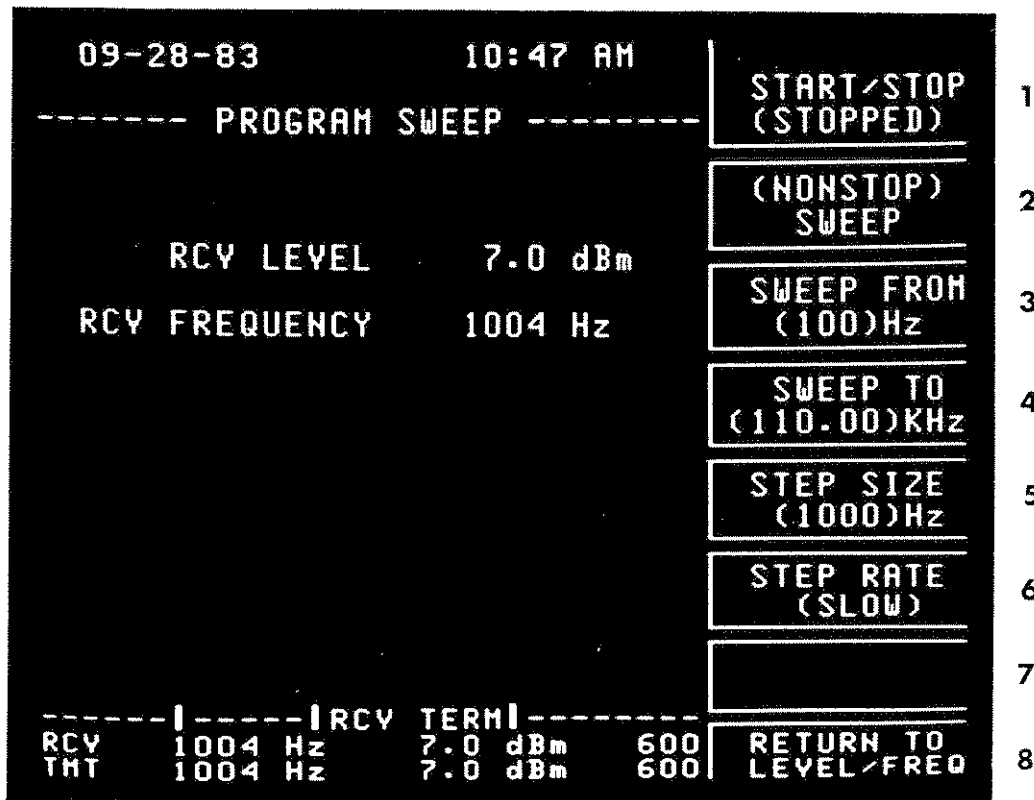 09-28-83 10:47 AM
------- PROGRAM SWEEP --------
RCV LEVEL 7.0 dBm
RCV FREQUENCY 1004 Hz
------|-----|RCV TERM|--------
RCV 1004 Hz 7.0 dBm 600
TMT 1004 Hz 7.0 dBm 600
START/STOP
(STOPPED)
1
(NONSTOP)
SWEEP
2
SWEEP FROM
(100)Hz
3
SWEEP TO
(110.00)KHz
4
STEP SIZE
(1000)Hz
5
STEP RATE
(SLOW)
6
7
RETURN TO
LEVEL/FREQ
8